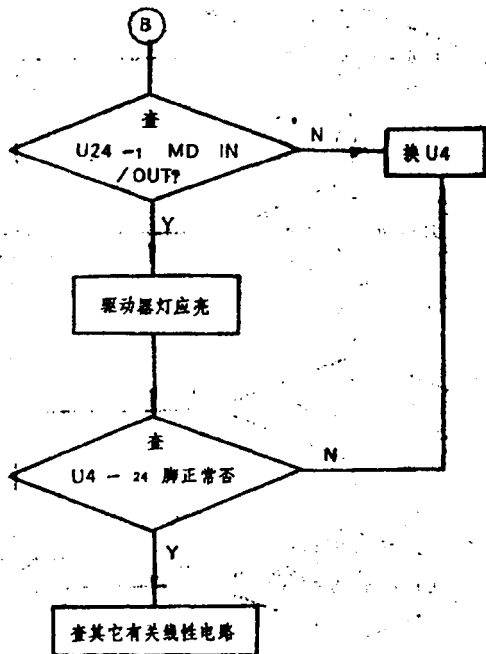 B
查
U24 -1 MD IN
/OUT?
N
换 U4
Y
驱动器灯应亮
查
U4 - 24 脚正常否
N
Y
查其它有关线性电路